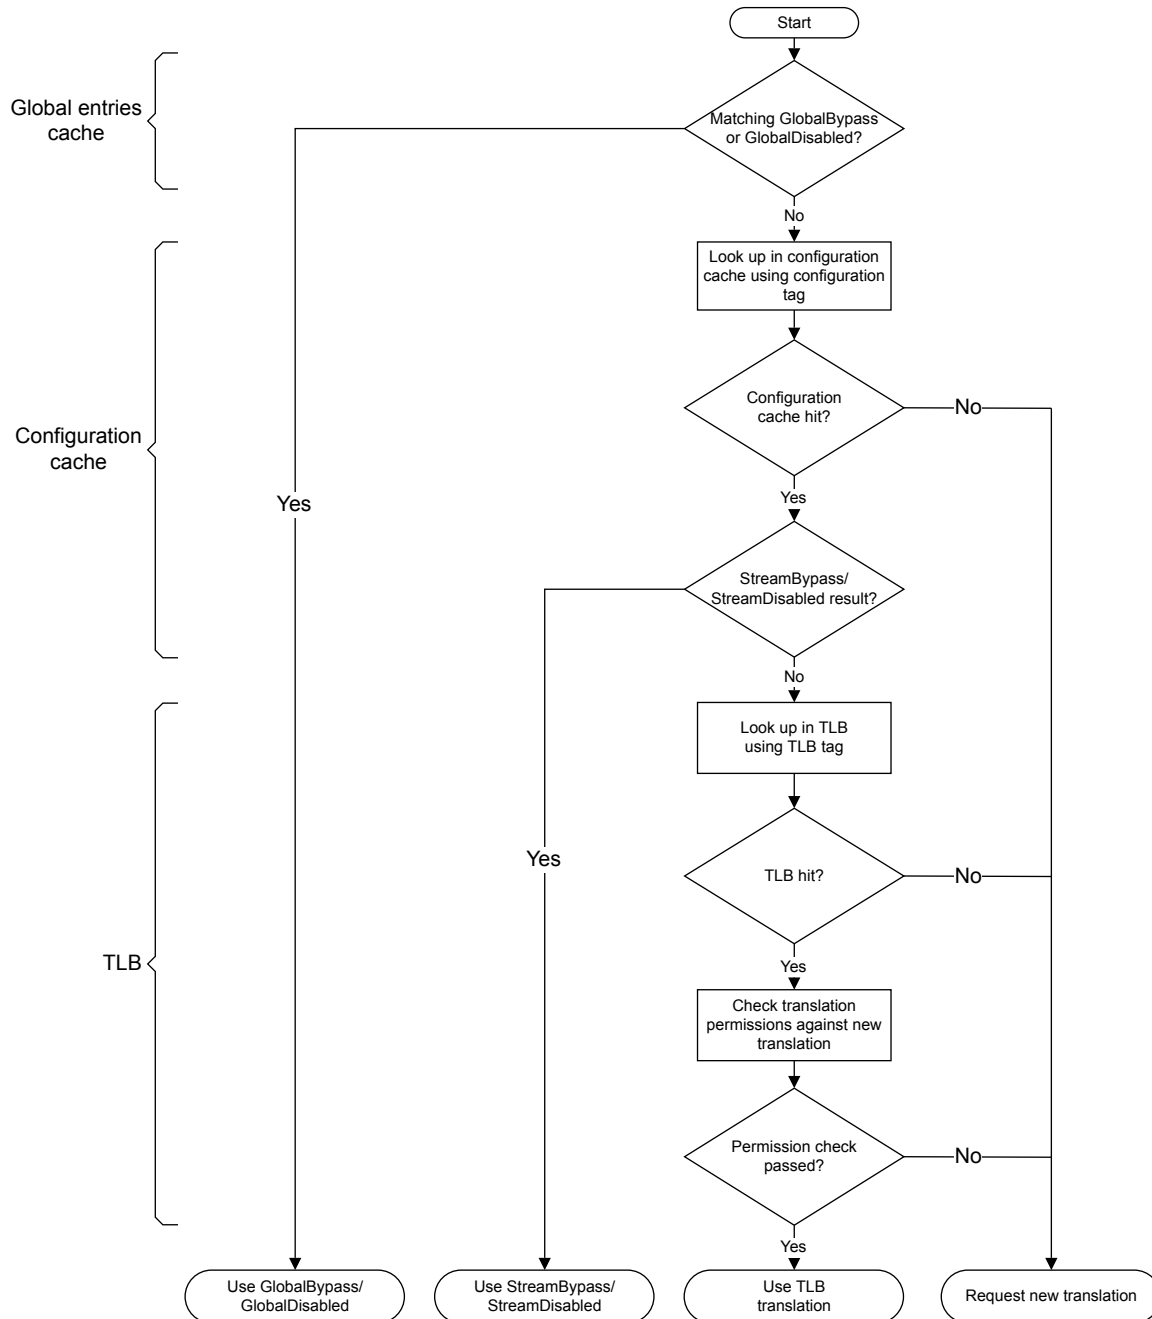 Start
Global entries
cache
Matching GlobalBypass
or GlobalDisabled?
No
Look up in configuration
cache using configuration
tag
Configuration
cache hit?
No
Configuration
cache
Yes
Yes
StreamBypass/
StreamDisabled result?
No
Look up in TLB
using TLB tag
Yes
TLB hit?
No
TLB
Yes
Check translation
permissions against new
translation
Permission check
passed?
No
Yes
Use GlobalBypass/
GlobalDisabled
Use StreamBypass/
StreamDisabled
Use TLB
translation
Request new translation